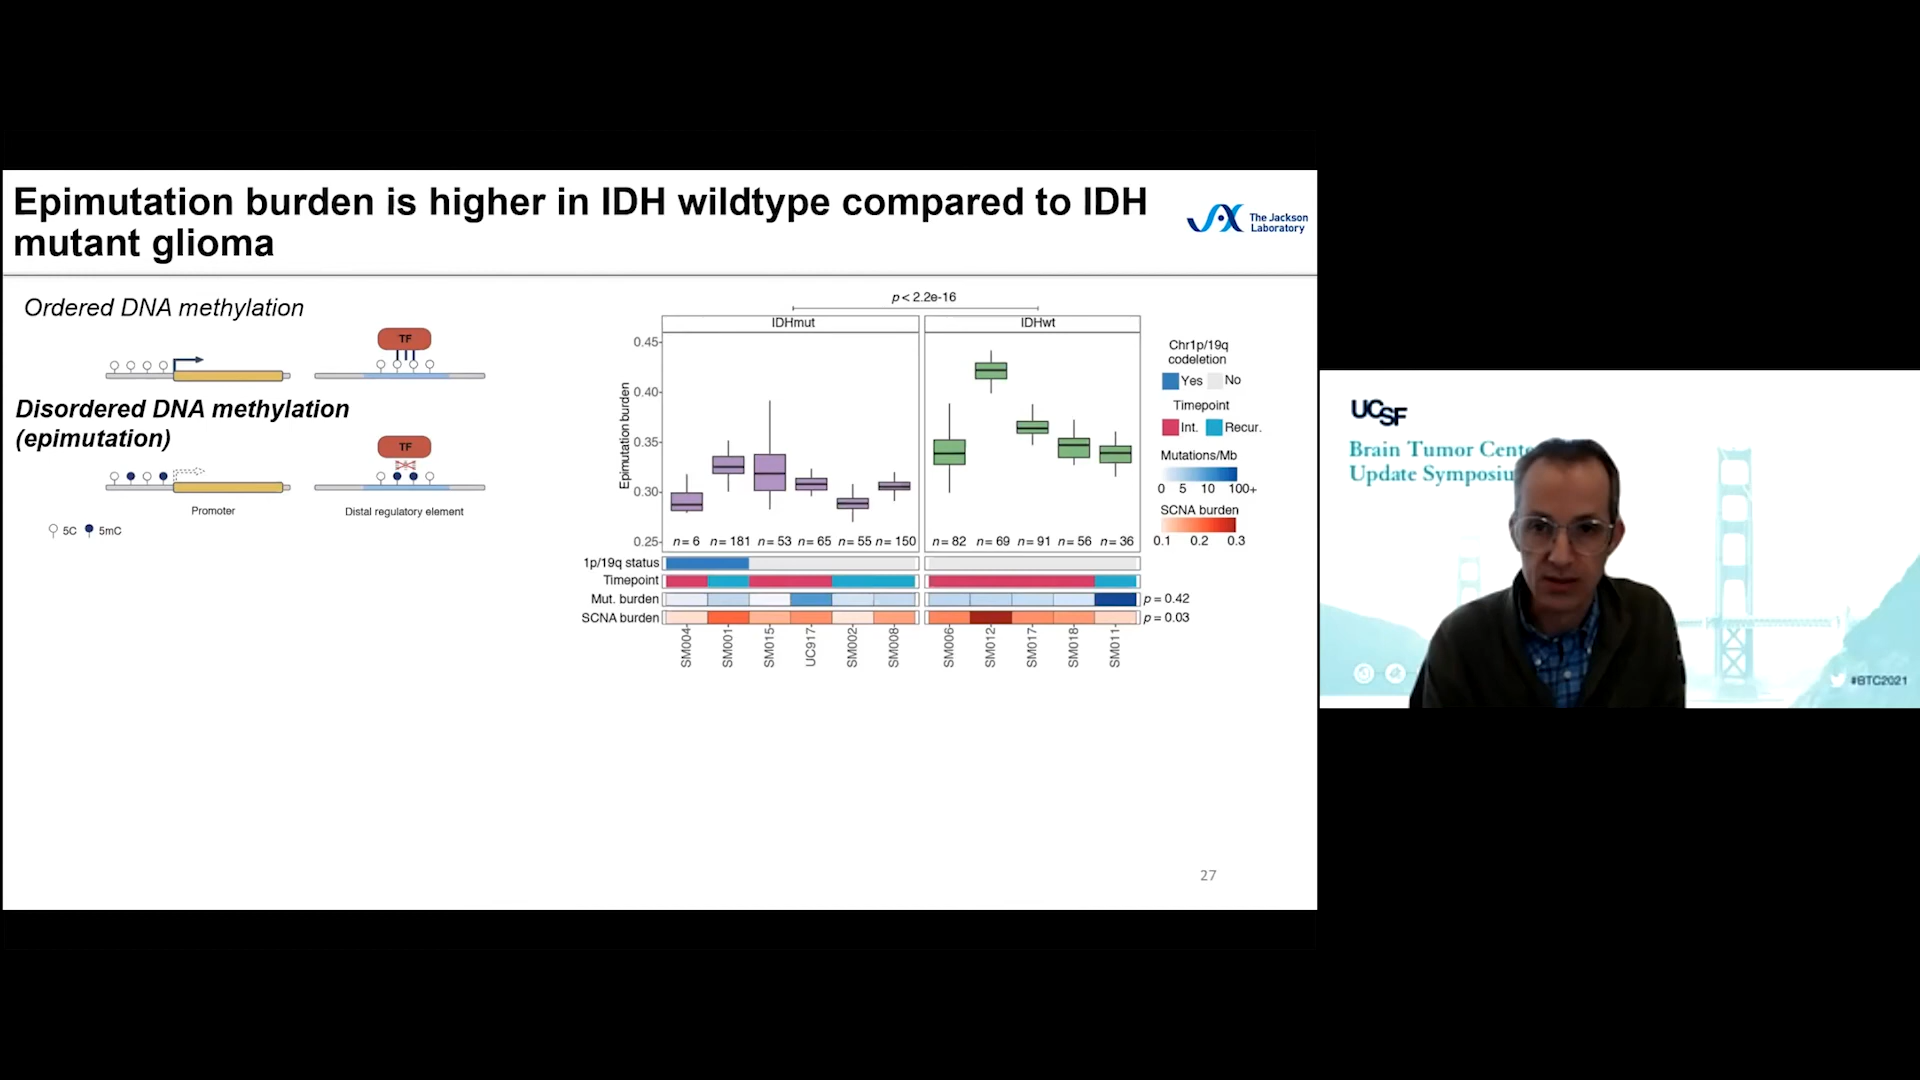 Epimutation burden is higher in IDH wildtype compared to IDH
mutant glioma
The Jackson
Laboratory
Ordered DNA methylation
TF
Disordered DNA methylation
(epimutation)
TF
Promoter
Distal regulatory element
5C 5mC
p < 2.2e-16
IDHmut IDHwt
Epimutation burden
0.45
0.40
0.35
0.30
0.25
n = 6 n = 181 n = 53 n = 65 n = 55 n = 150 n = 82 n = 69 n = 91 n = 56 n = 36
1p/19q status
Timepoint
Mut. burden p = 0.42
SCNA burden p = 0.03
SM004 SM001 SM015 UC917 SM002 SM008 SM006 SM012 SM017 SM018 SM011
Chr1p/19q
codeletion
Yes No
Timepoint
Int. Recur.
Mutations/Mb
0 5 10 100+
SCNA burden
0.1 0.2 0.3
27
UCSF
Brain Tumor Cente
Update Symposiu
#BTC2021